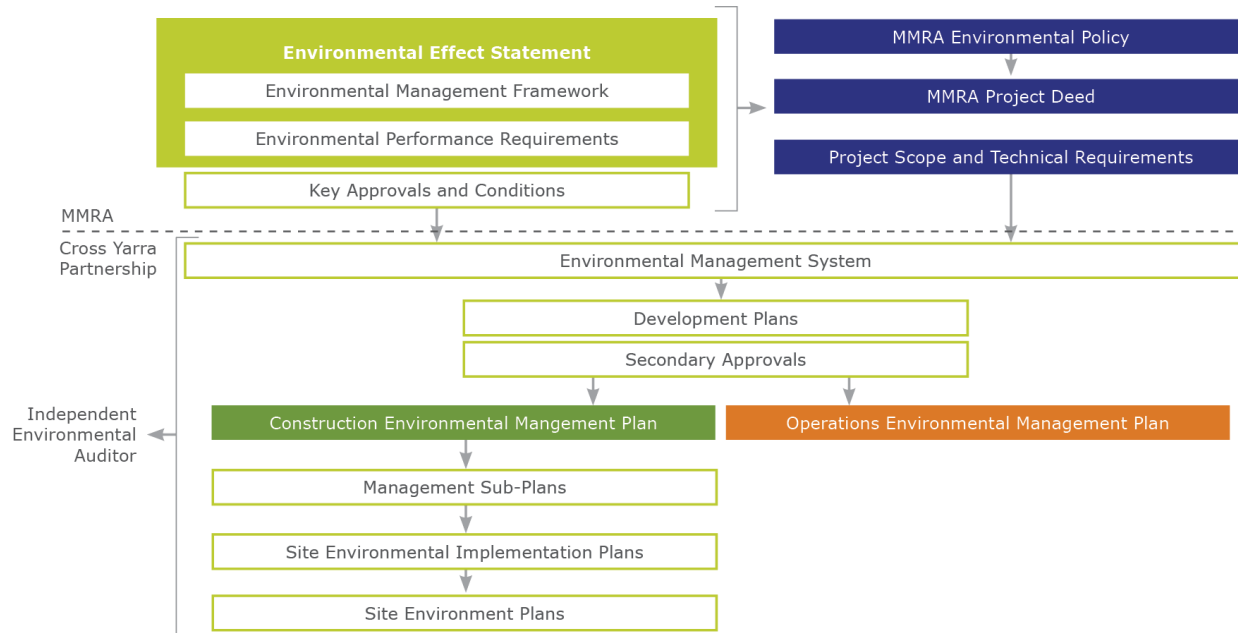 Environmental Effect Statement
Environmental Management Framework
Environmental Performance Requirements
Key Approvals and Conditions
MMRA Environmental Policy
MMRA Project Deed
Project Scope and Technical Requirements
MMRA
Cross Yarra
Partnership
Environmental Management System
Development Plans
Secondary Approvals
Independent
Environmental
Auditor
Construction Environmental Mangement Plan
Operations Environmental Management Plan
Management Sub-Plans
Site Environmental Implementation Plans
Site Environment Plans